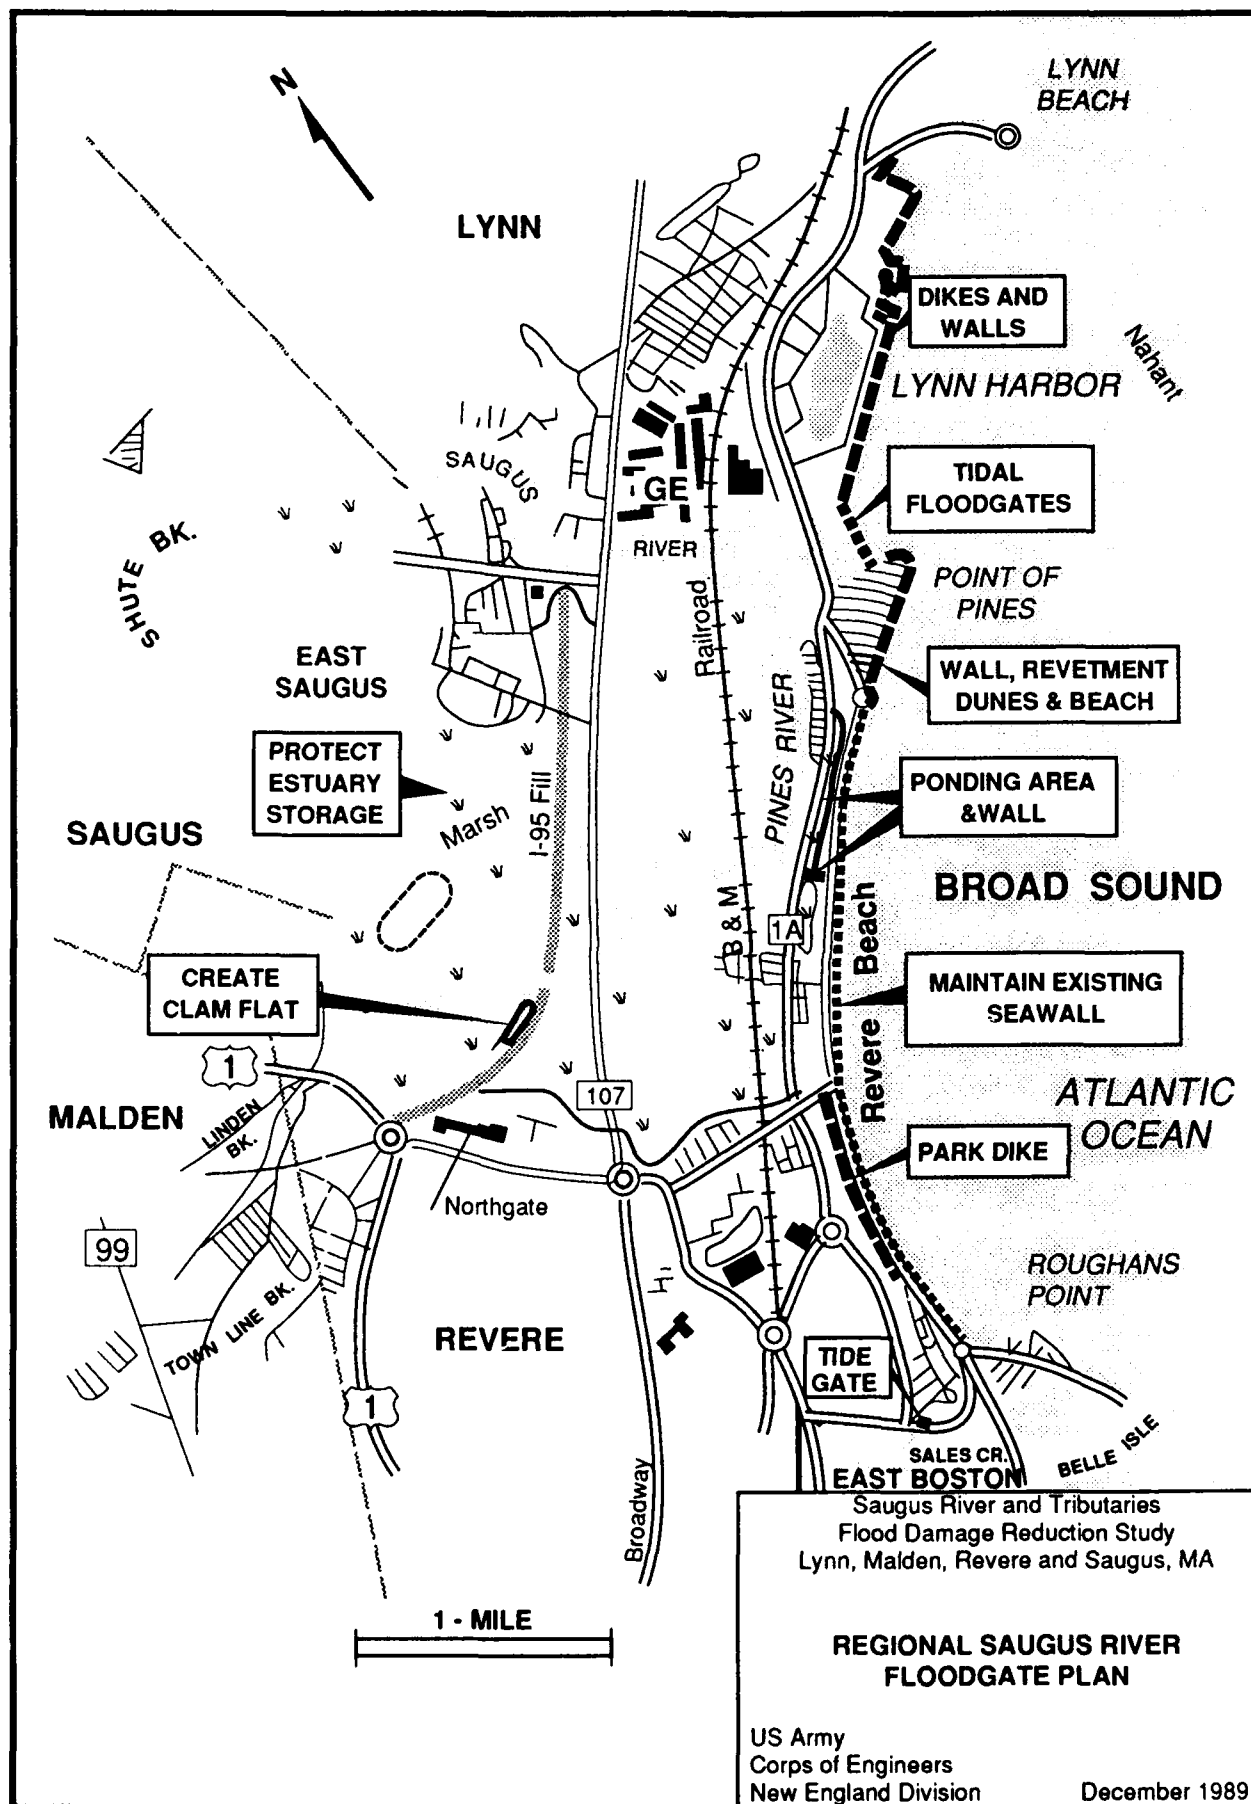 LYNN
BEACH
N
LYNN
DIKES AND
WALLS
Nahant
LYNN HARBOR
SAUGUS
TIDAL
FLOODGATES
GE
SHUTE BK.
RIVER
POINT OF
PINES
Railroad
EAST
SAUGUS
WALL, REVETMENT
DUNES & BEACH
PINES RIVER
PROTECT
ESTUARY
STORAGE
I-95 Fill
Marsh
PONDING AREA
&WALL
SAUGUS
BROAD SOUND
B & M
1A
Revere Beach
CREATE
CLAM FLAT
MAINTAIN EXISTING
SEAWALL
1
107
MALDEN
LINDEN
BK.
ATLANTIC
OCEAN
PARK DIKE
Northgate
99
ROUGHANS
POINT
TOWN LINE BK.
REVERE
TIDE
GATE
1
SALES CR.
BELLE ISLE
EAST BOSTON
Broadway
Saugus River and Tributaries
Flood Damage Reduction Study
Lynn, Malden, Revere and Saugus, MA
1 - MILE
REGIONAL SAUGUS RIVER
FLOODGATE PLAN
US Army
Corps of Engineers
New England Division
December 1989